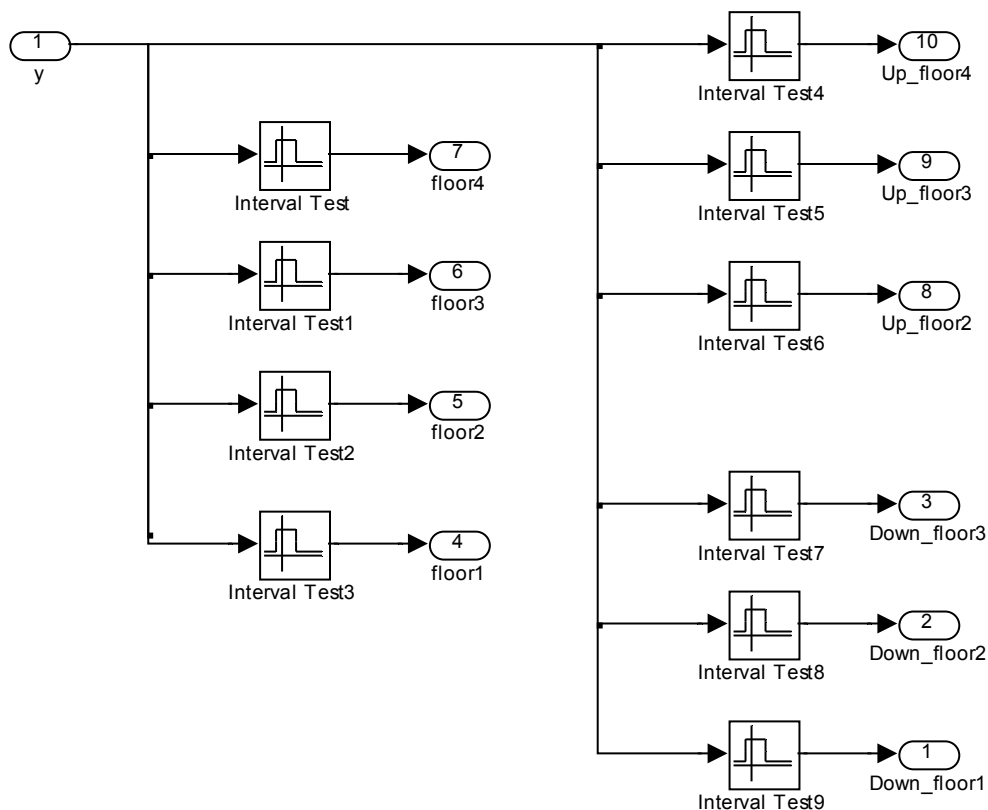 1
y
Interval Test4
10
Up_floor4
Interval Test
7
floor4
Interval Test5
9
Up_floor3
Interval Test1
6
floor3
Interval Test6
8
Up_floor2
Interval Test2
5
floor2
Interval Test7
3
Down_floor3
Interval Test3
4
floor1
Interval Test8
2
Down_floor2
Interval Test9
1
Down_floor1